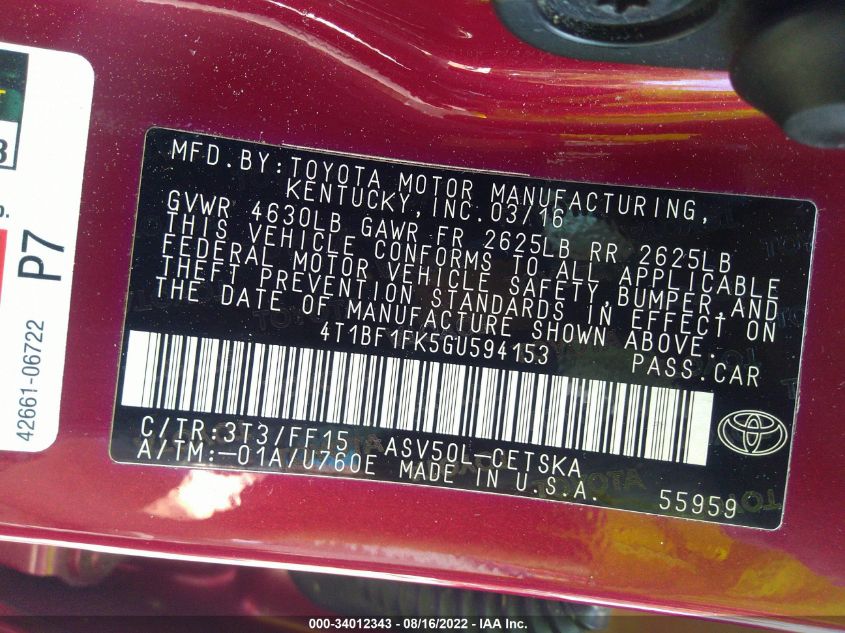 MFD.BY:TOYOTA MOTOR MANUFACTURING,
KENTUCKY,INC.03/16
GVWR 4630LB GAWR FR 2625LB RR 2625LB
THIS VEHICLE CONFORMS TO ALL APPLICABLE
FEDERAL MOTOR VEHICLE SAFETY,BUMPER,AND
THEFT PREVENTION STANDARDS IN EFFECT ON
THE DATE OF MANUFACTURE SHOWN ABOVE.
4T1BF1FK5GU594153 PASS.CAR
C/TR:3T3/FF15 ASV50L-CETSKA
A/TM:-01A/U760E MADE IN U.S.A.
55959
P7
42661-06722
000-34012343 - 08/16/2022 - IAA Inc.